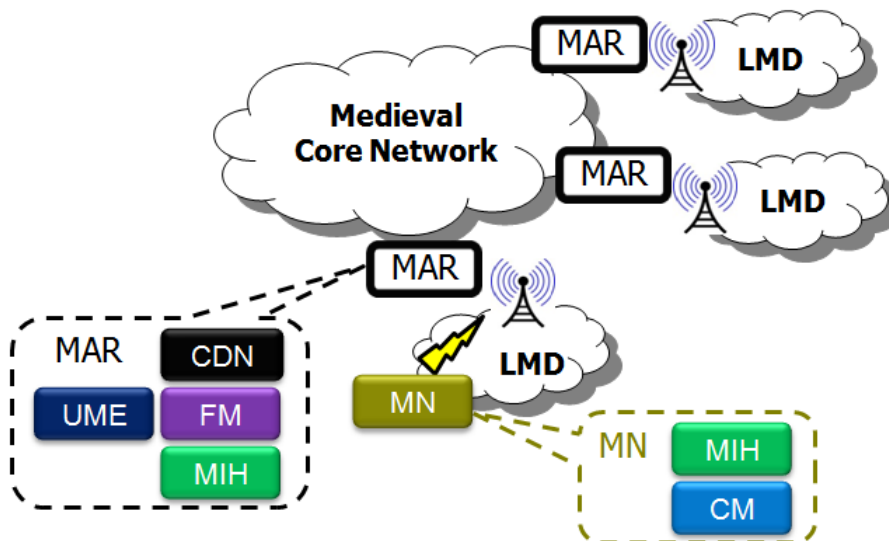 MAR
LMD
Medieval
Core Network
MAR
LMD
MAR
LMD
MN
MAR
CDN
UME
FM
MIH
MN
MIH
CM